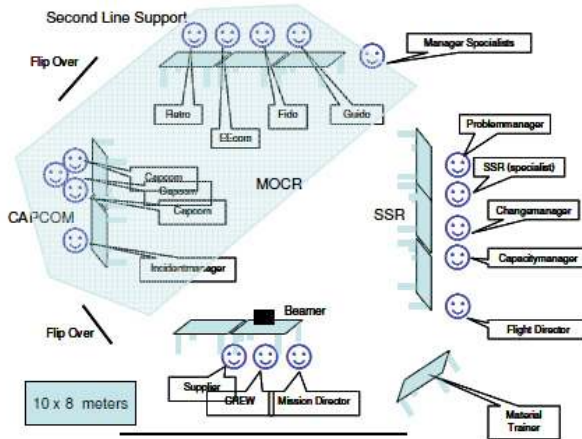 Second Line Support
Flip Over
Manager Specialists
Retro
EEcom
Fido
Guido
Problemmanager
SSR (specialist)
Capcom
Capcom
Capcom
MOCR
CAPCOM
SSR
Changemanager
Capacitymanager
Incidentmanager
Flight Director
Beamer
Flip Over
Supplier
CREW
Mission Director
10 x 8 meters
Material
Trainer